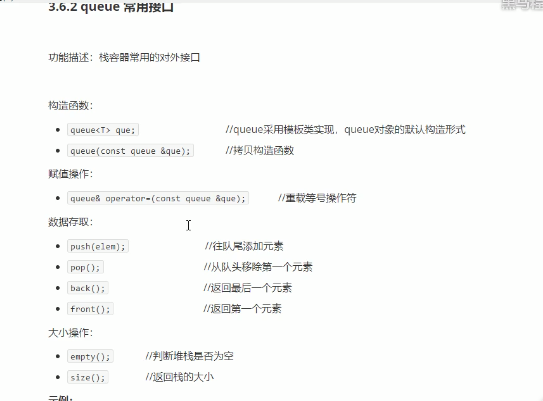 3.6.2 queue 常用接口
功能描述：栈容器常用的对外接口
构造函数：
queue<T> que; //queue采用模板类实现，queue对象的默认构造形式
queue(const queue &que); //拷贝构造函数
赋值操作：
queue& operator=(const queue &que); //重载等号操作符
数据存取：
push(elem); //往队尾添加元素
pop(); //从队头移除第一个元素
back(); //返回最后一个元素
front(); //返回第一个元素
大小操作：
empty(); //判断堆栈是否为空
size(); //返回栈的大小
示例：